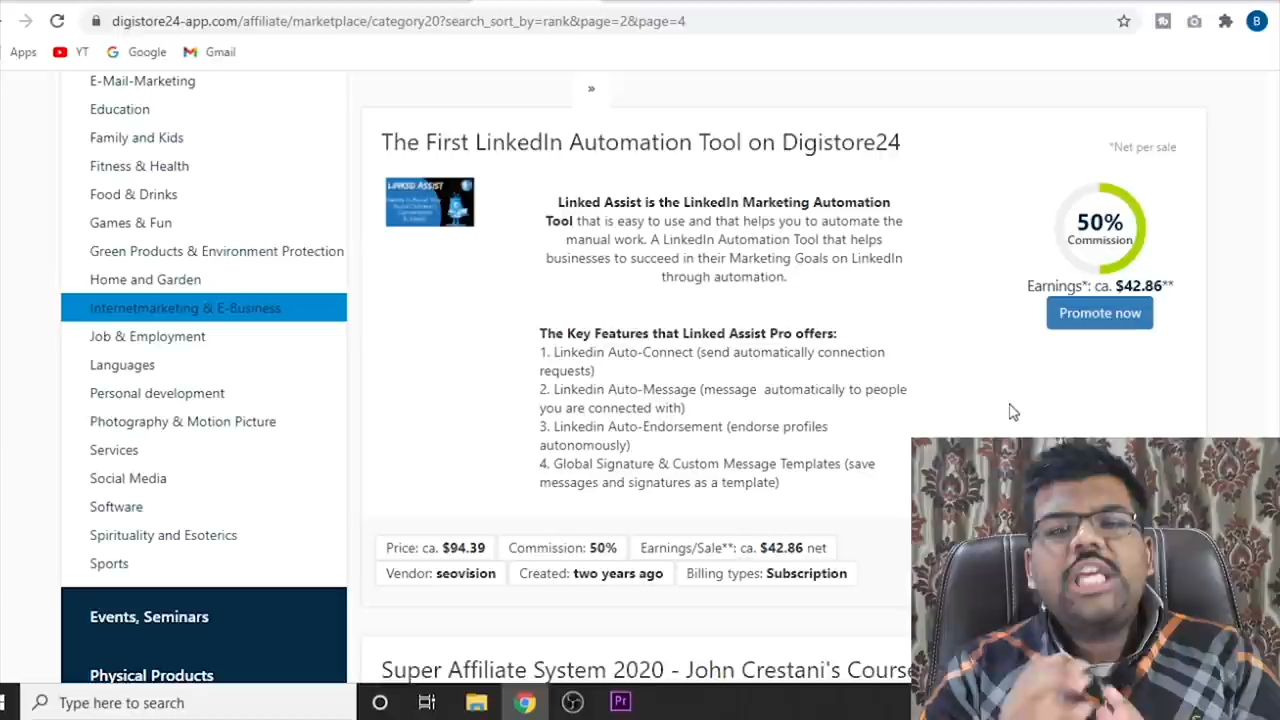 digistore24-app.com/affiliate/marketplace/category20?search_sort_by=rank&page=2&page=4
B
Apps
YT
Google
Gmail
E-Mail-Marketing
Education
Family and Kids
Fitness & Health
Food & Drinks
Games & Fun
Green Products & Environment Protection
Home and Garden
Internetmarketing & E-Business
Job & Employment
Languages
Personal development
Photography & Motion Picture
Services
Social Media
Software
Spirituality and Esoterics
Sports
Events, Seminars
Physical Products
»
The First LinkedIn Automation Tool on Digistore24
*Net per sale
LINKED ASSIST
Linked Assist is the LinkedIn Marketing Automation
Tool that is easy to use and that helps you to automate the
manual work. A LinkedIn Automation Tool that helps
businesses to succeed in their Marketing Goals on LinkedIn
through automation.
50%
Commission
Earnings*: ca. $42.86**
Promote now
The Key Features that Linked Assist Pro offers:
1. Linkedin Auto-Connect (send automatically connection
requests)
2. Linkedin Auto-Message (message automatically to people
you are connected with)
3. Linkedin Auto-Endorsement (endorse profiles
autonomously)
4. Global Signature & Custom Message Templates (save
messages and signatures as a template)
Price: ca. $94.39
Commission: 50%
Earnings/Sale**: ca. $42.86 net
Vendor: seovision
Created: two years ago
Billing types: Subscription
Super Affiliate System 2020 - John Crestani's Course
Type here to search
Pr